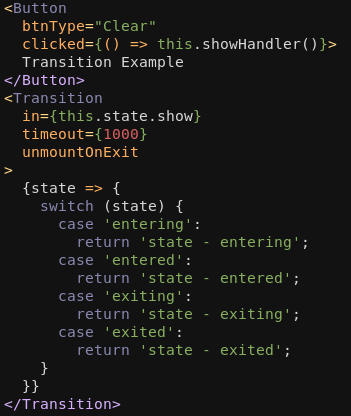 <Button
  btnType="Clear"
  clicked={() => this.showHandler()}>
  Transition Example
</Button>
<Transition
  in={this.state.show}
  timeout={1000}
  unmountOnExit
>
  {state => {
    switch (state) {
      case 'entering':
        return 'state - entering';
      case 'entered':
        return 'state - entered';
      case 'exiting':
        return 'state - exiting';
      case 'exited':
        return 'state - exited';
    }
  }}
</Transition>